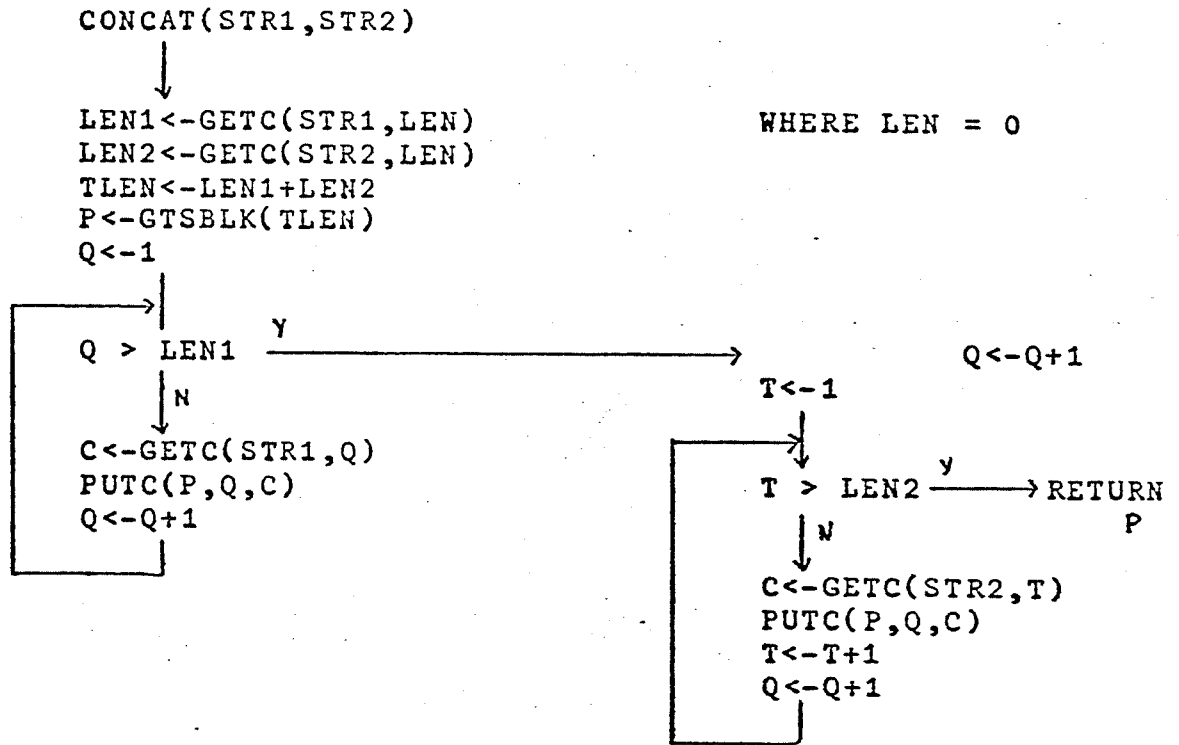 CONCAT(STR1,STR2)
LEN1<-GETC(STR1,LEN)
WHERE LEN = 0
LEN2<-GETC(STR2,LEN)
TLEN<-LEN1+LEN2
P<-GTSBLK(TLEN)
Q<-1
Q > LEN1
Y
Q<-Q+1
N
T<-1
C<-GETC(STR1,Q)
PUTC(P,Q,C)
Q<-Q+1
T > LEN2
Y
RETURN
P
N
C<-GETC(STR2,T)
PUTC(P,Q,C)
T<-T+1
Q<-Q+1